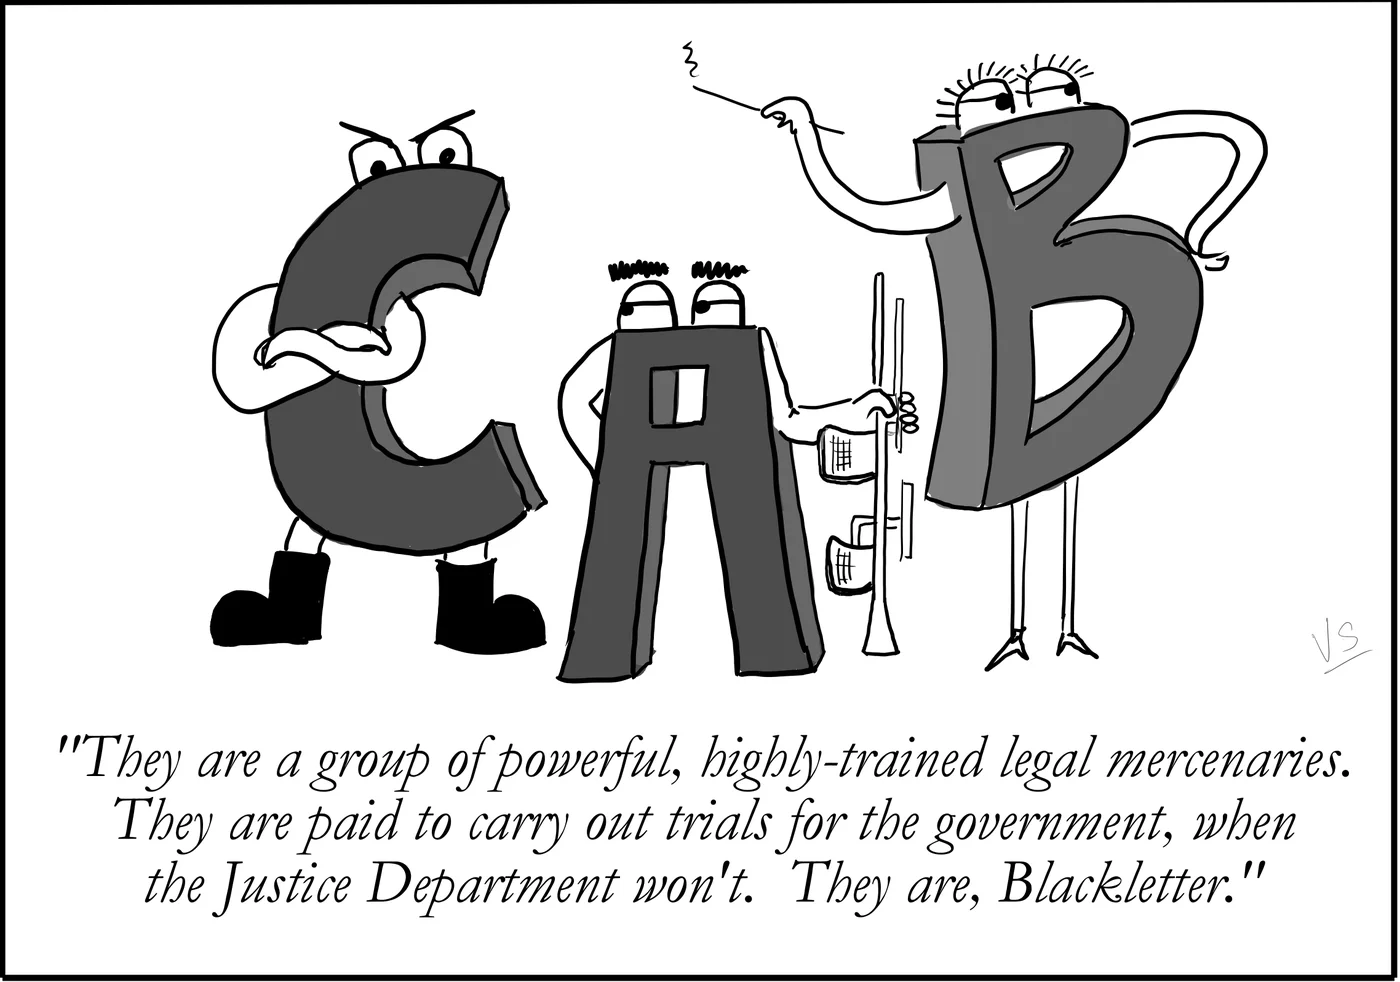 CAB
VS
"They are a group of powerful, highly-trained legal mercenaries.
They are paid to carry out trials for the government, when
the Justice Department won't.  They are, Blackletter."